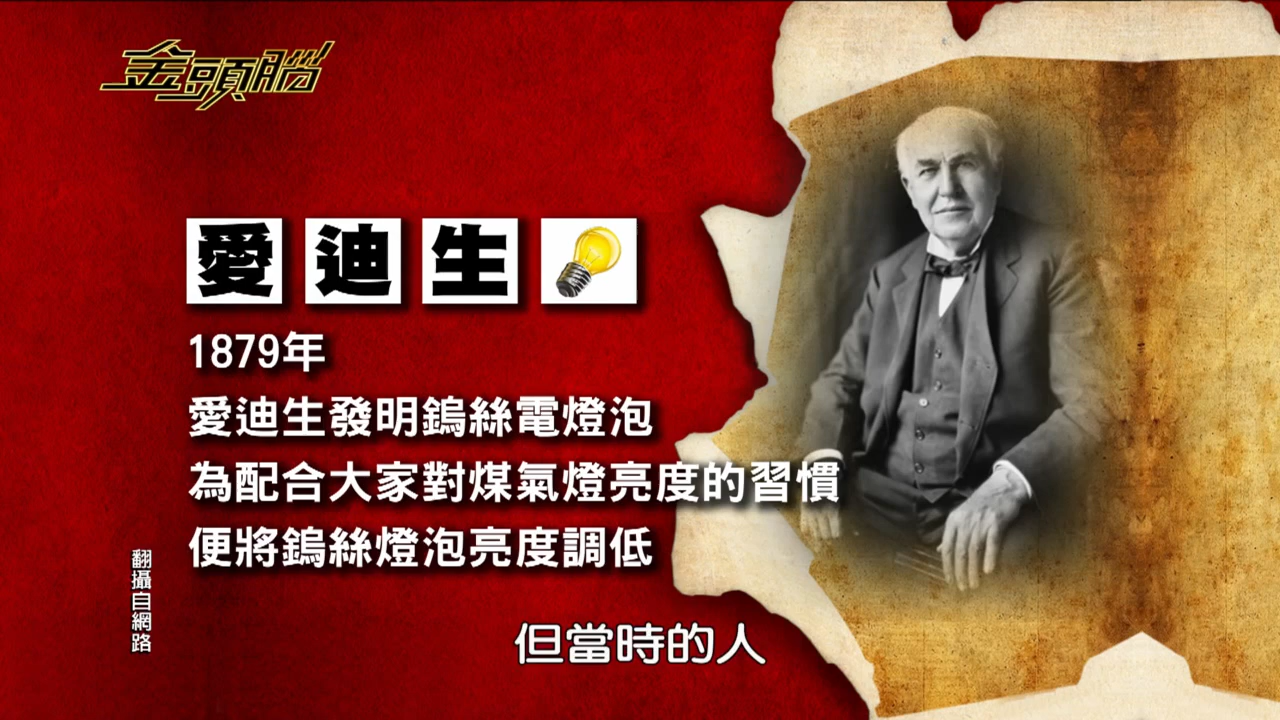 金頭腦
愛迪生
1879年
愛迪生發明鎢絲電燈泡
為配合大家對煤氣燈亮度的習慣
便將鎢絲燈泡亮度調低
翻攝自網路
但當時的人